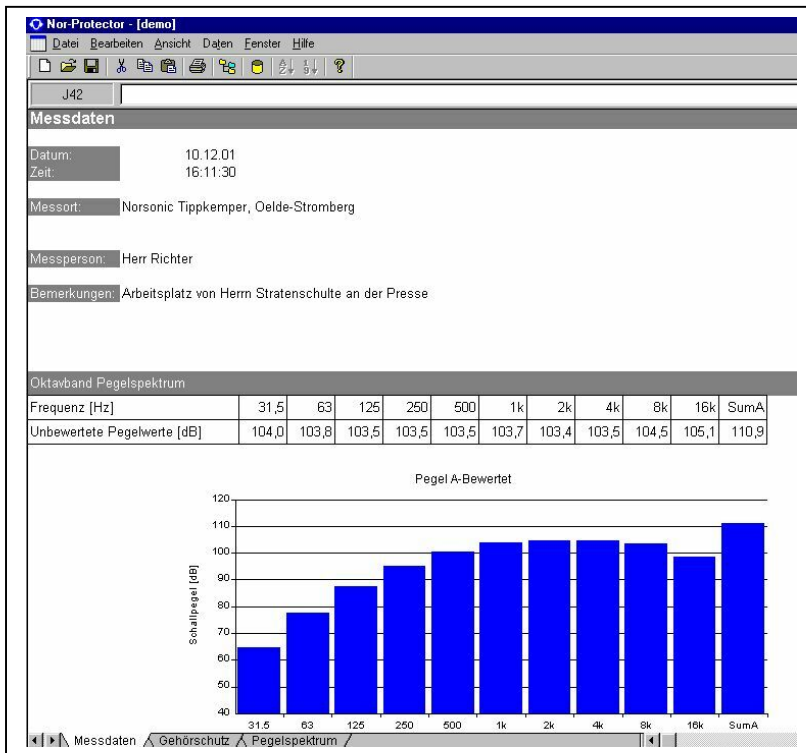 Nor-Protector - [demo]
Datei Bearbeiten Ansicht Daten Fenster Hilfe
J42
Messdaten
Datum: 10.12.01
Zeit: 16:11:30
Messort: Norsonic Tippkemper, Oelde-Stromberg
Messperson: Herr Richter
Bemerkungen: Arbeitsplatz von Herrn Stratenschulte an der Presse
Oktavband Pegelspektrum
Frequenz [Hz] 31,5 63 125 250 500 1k 2k 4k 8k 16k SumA
Unbewertete Pegelwerte [dB] 104,0 103,8 103,5 103,5 103,5 103,7 103,4 103,5 104,5 105,1 110,9
Pegel A-Bewertet
120
110
100
90
80
70
60
50
40
Schallpegel [dB]
31.5 63 125 250 500 1k 2k 4k 8k 16k SumA
Messdaten Gehörschutz Pegelspektrum